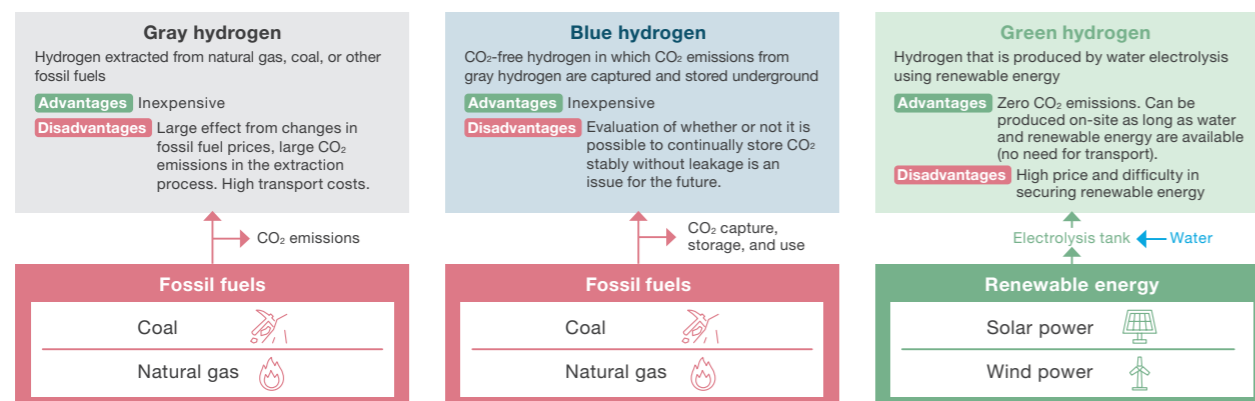 Gray hydrogen
Hydrogen extracted from natural gas, coal, or other
fossil fuels
Advantages Inexpensive
Disadvantages Large effect from changes in
fossil fuel prices, large CO₂
emissions in the extraction
process. High transport costs.
CO₂ emissions
Fossil fuels
Coal
Natural gas
Blue hydrogen
CO₂-free hydrogen in which CO₂ emissions from
gray hydrogen are captured and stored underground
Advantages Inexpensive
Disadvantages Evaluation of whether or not it is
possible to continually store CO₂
stably without leakage is an
issue for the future.
CO₂ capture,
storage, and use
Fossil fuels
Coal
Natural gas
Green hydrogen
Hydrogen that is produced by water electrolysis
using renewable energy
Advantages Zero CO₂ emissions. Can be
produced on-site as long as water
and renewable energy are available
(no need for transport).
Disadvantages High price and difficulty in
securing renewable energy
Electrolysis tank Water
Renewable energy
Solar power
Wind power